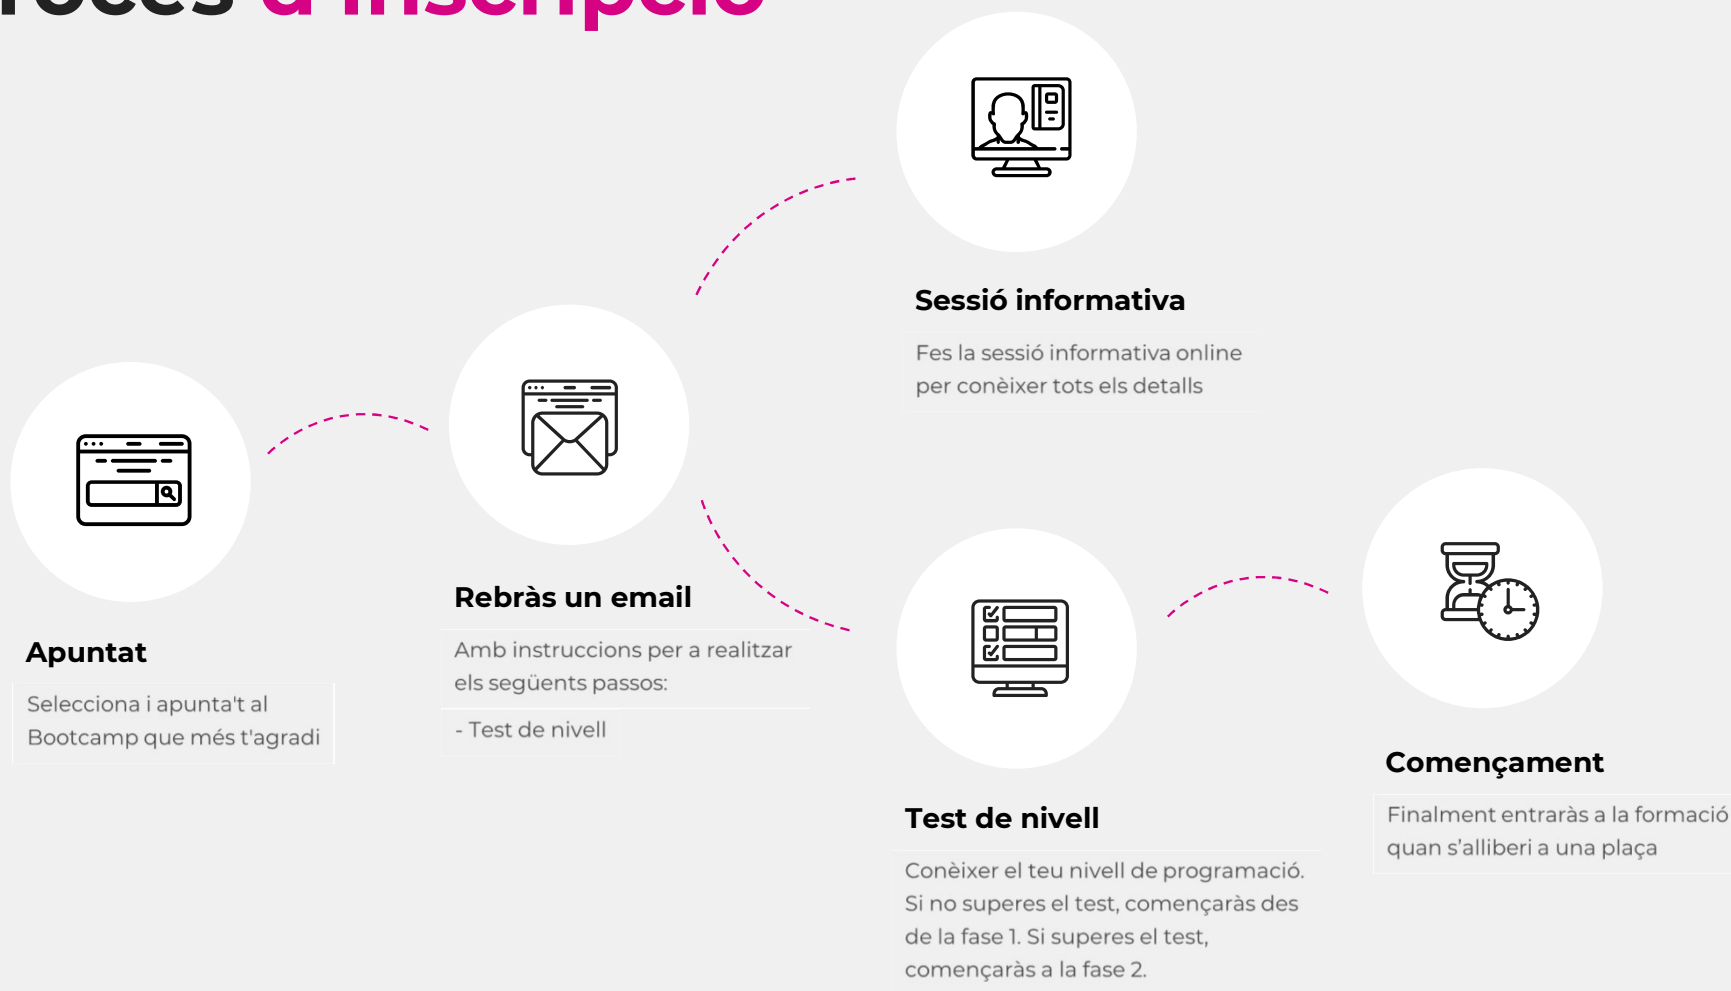 d'inscripció
Apuntat
Selecciona i apunta't al
Bootcamp que més t'agradi
Rebràs un email
Amb instruccions per a realitzar
els següents passos:
- Test de nivell
Sessió informativa
Fes la sessió informativa online
per conèixer tots els detalls
Test de nivell
Conèixer el teu nivell de programació.
Si no superes el test, començaràs des
de la fase 1. Si superes el test,
començaràs a la fase 2.
Començament
Finalment entraràs a la formació
quan s’alliberi a una plaça